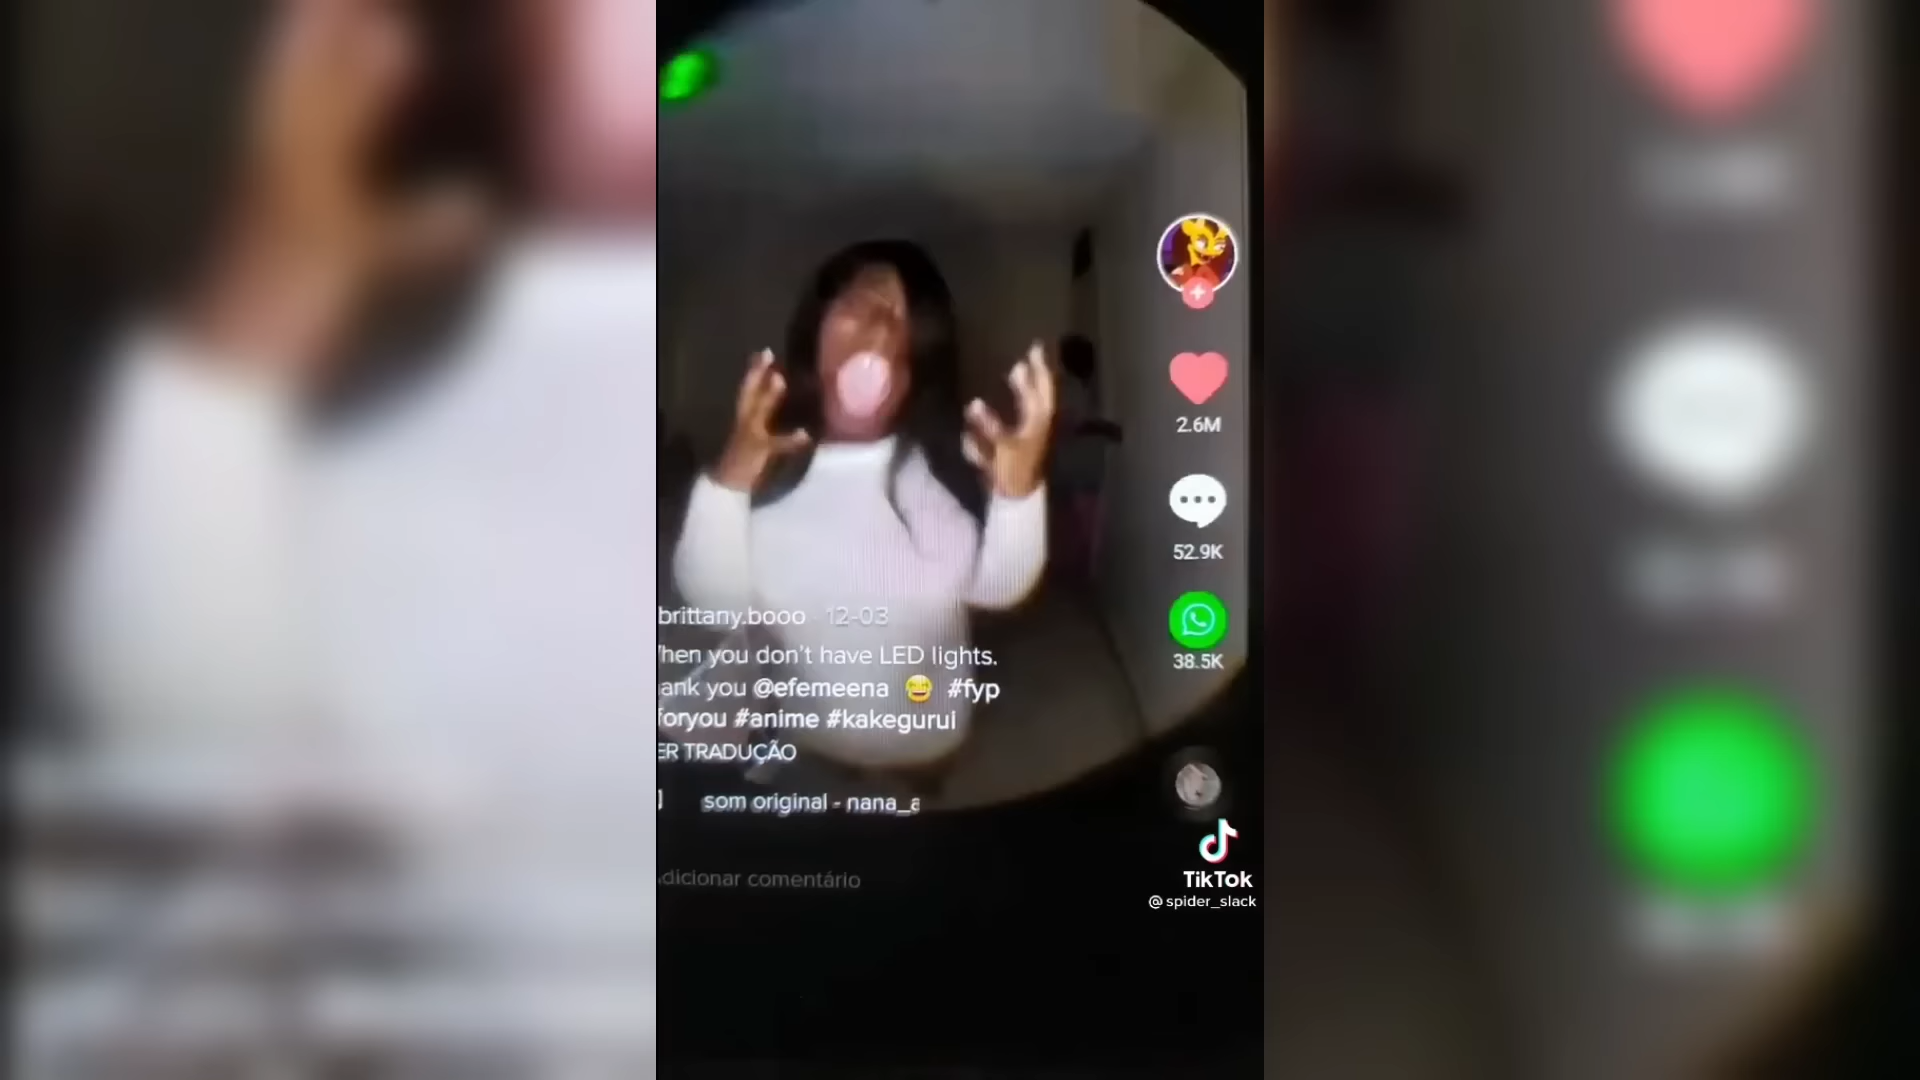 2.6M
52.9K
38.5K
brittany.booo · 12-03
hen you don't have LED lights.
ank you @efemeena 😂 #fyp
foryou #anime #kakegurui
ER TRADUÇÃO
som original - nana_a
dicionar comentário
TikTok
@spider_slack